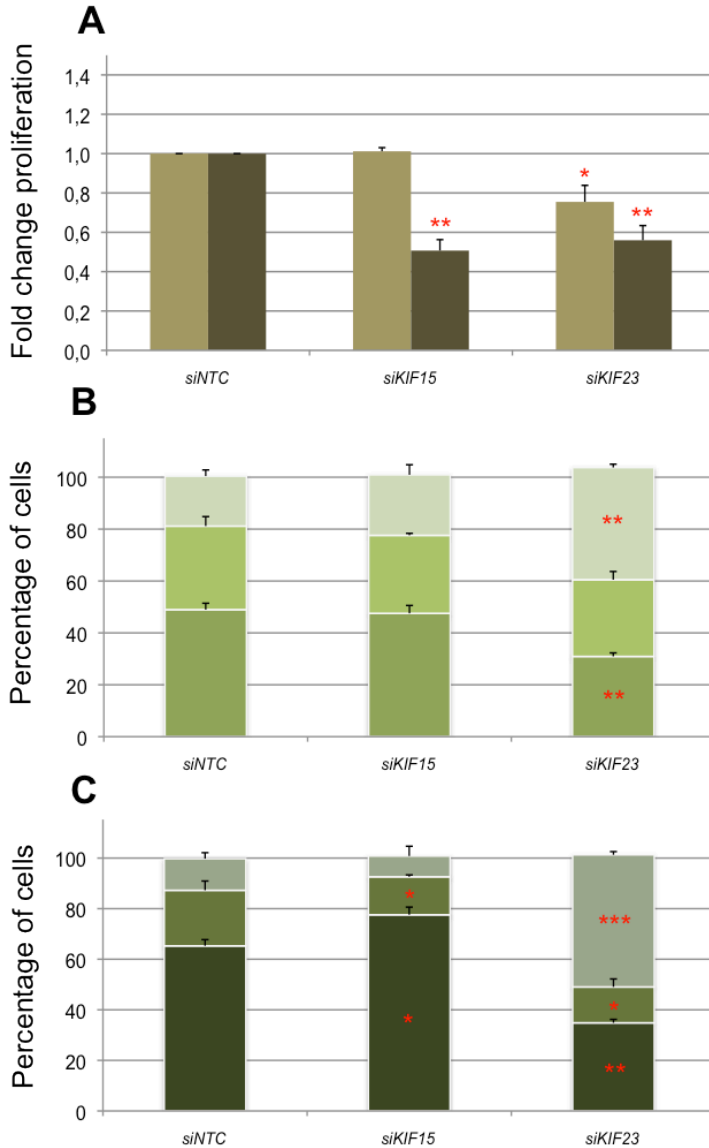 A
Fold change proliferation
1,4
1,2
1,0
0,8
0,6
0,4
0,2
0,0
**
*
**
siNTC
siKIF15
siKIF23
B
Percentage of cells
100
80
60
40
20
0
**
**
siNTC
siKIF15
siKIF23
C
Percentage of cells
100
80
60
40
20
0
*
*
***
*
**
siNTC
siKIF15
siKIF23